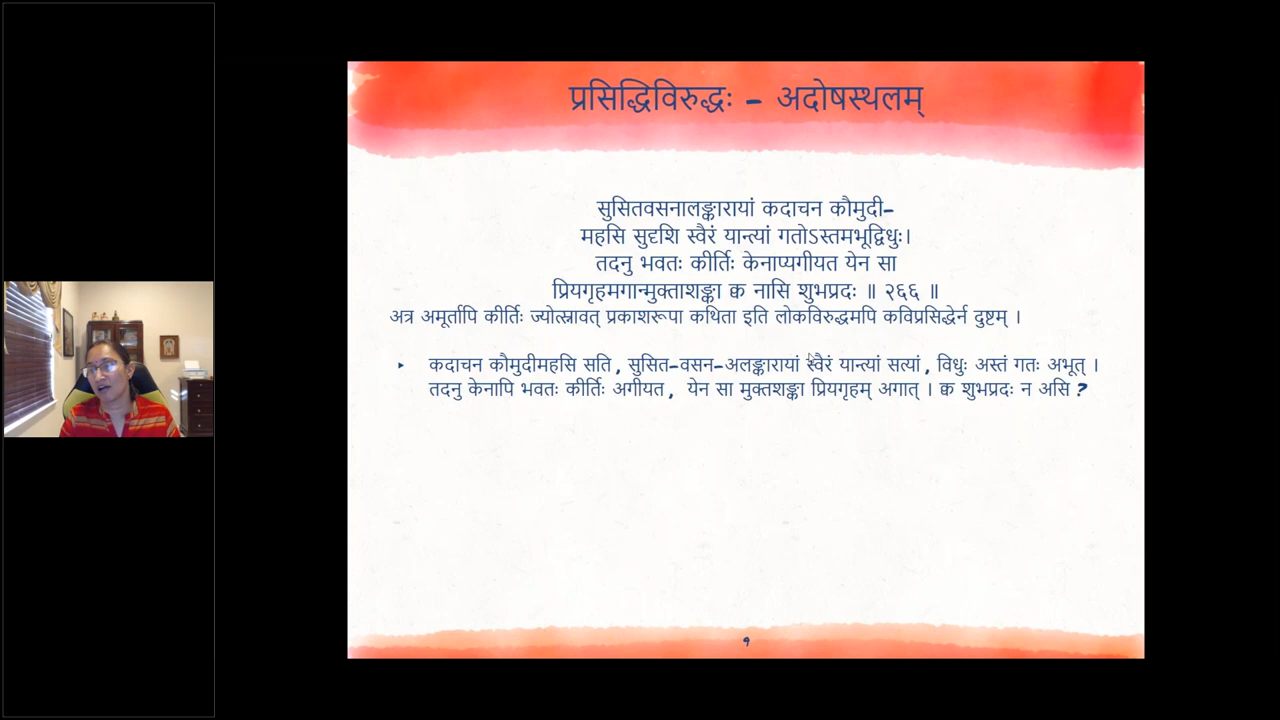 प्रसिद्धिविरुद्धः – अदोषस्थलम्
सुसितवसनालङ्कारायां कदाचन कौमुदी–
महसि सुदृशि स्वैरं यान्त्यां गतोऽस्तमभूद्विधुः।
तदनु भवतः कीर्तिः केनाप्यगीयत येन सा
प्रियगृहमगान्मुक्ताशङ्का क्व नासि शुभप्रदः ॥ २६६ ॥
अत्र अमूर्तापि कीर्तिः ज्योत्स्नावत् प्रकाशरूपा कथिता इति लोकविरुद्धमपि कविप्रसिद्धेर्न दुष्टम् ।
‣ कदाचन कौमुदीमहसि सति , सुसित–वसन–अलङ्कारायां स्वैरं यान्त्यां सत्यां , विधुः अस्तं गतः अभूत् ।
तदनु केनापि भवतः कीर्तिः अगीयत , येन सा मुक्तशङ्का प्रियगृहम् अगात् । क्व शुभप्रदः न असि ?
१